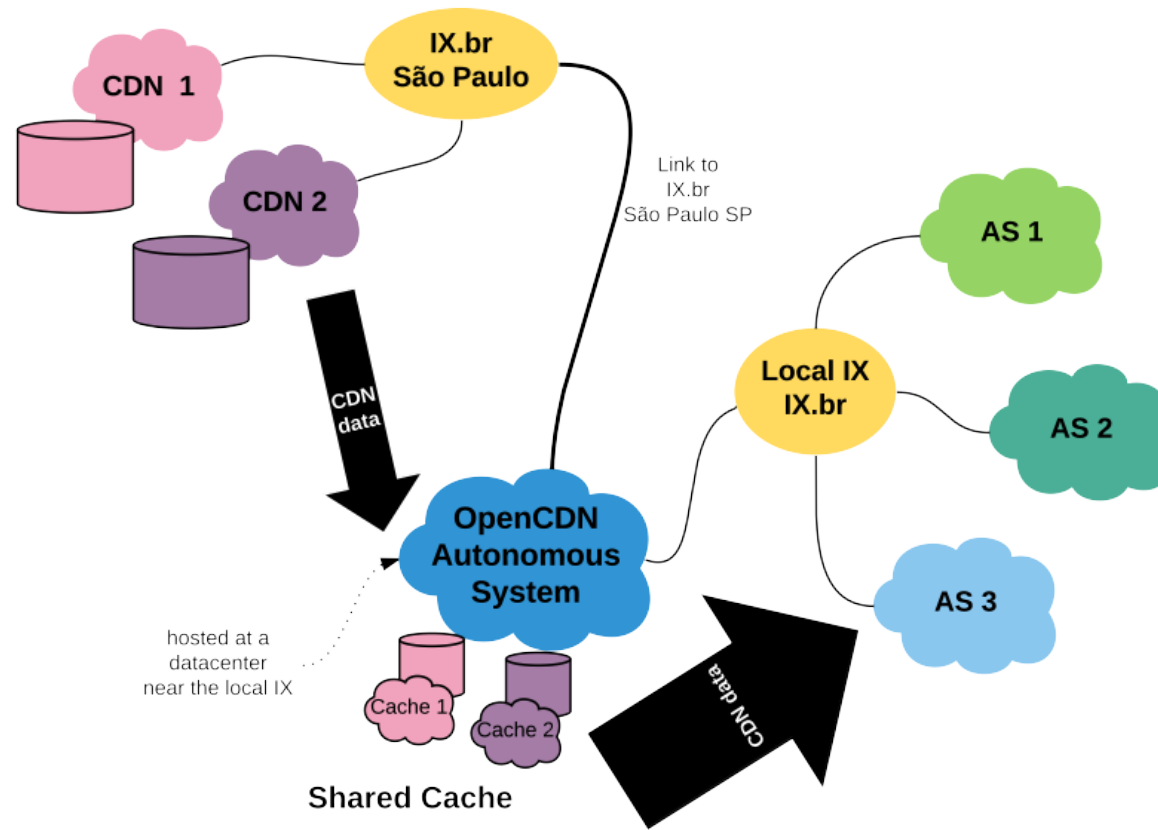 IX.br
São Paulo
CDN  1
CDN 2
Link to
IX.br
São Paulo SP
AS 1
Local IX
IX.br
AS 2
CDN
data
OpenCDN
Autonomous
System
AS 3
hosted at a
datacenter
near the local IX
Cache 1
Cache 2
CDN data
Shared Cache